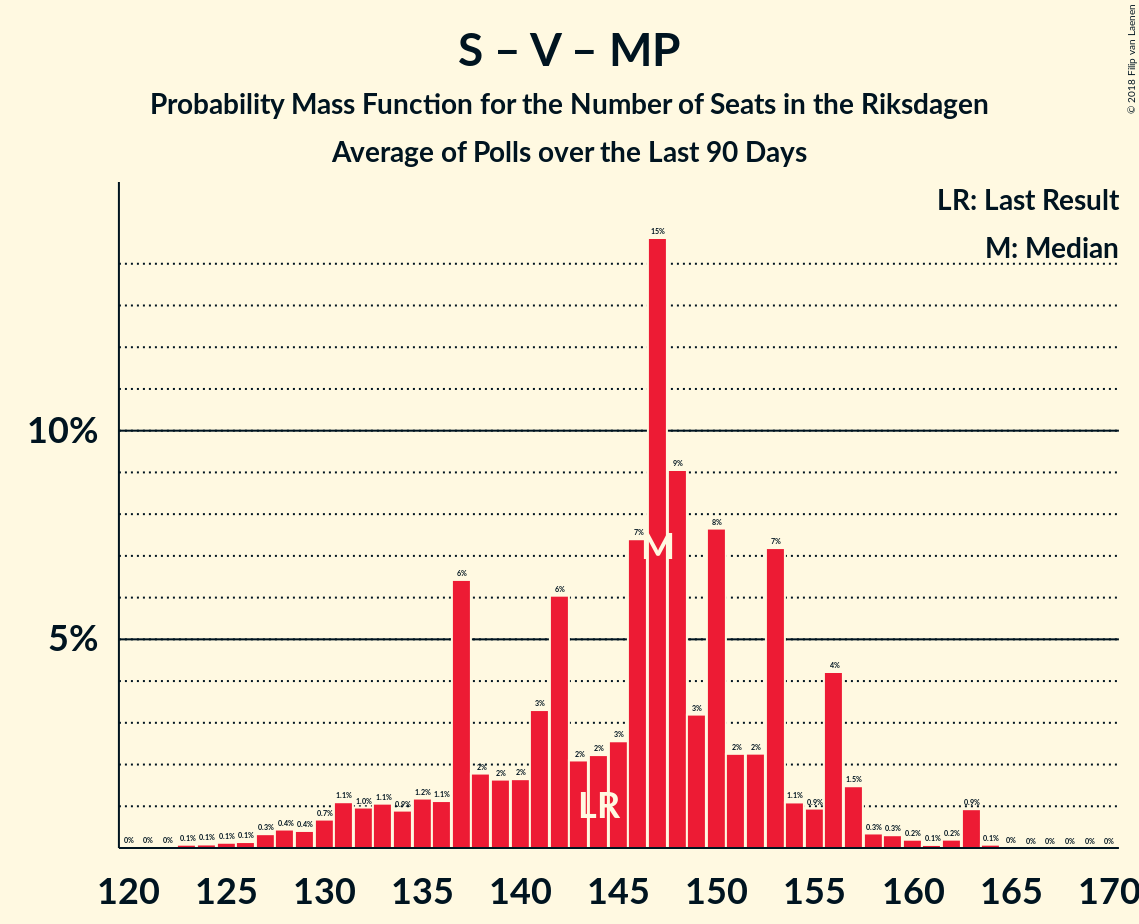 S – V – MP
Probability Mass Function for the Number of Seats in the Riksdagen
Average of Polls over the Last 90 Days
© 2018 Filip van Laenen
LR: Last Result
M: Median
10%
5%
0% 0% 0% 0.1% 0.1% 0.1% 0.1% 0.3% 0.4% 0.4% 0.7% 1.1% 1.0% 1.1% 0.9% 1.2% 1.1% 6% 2% 2% 2% 3% 6% 2% 2% 3% 7% 15% 9% 3% 8% 2% 2% 7% 1.1% 0.9% 4% 1.5% 0.3% 0.3% 0.2% 0.1% 0.2% 0.9% 0.1% 0% 0% 0% 0% 0% 0%
M
LR
120 125 130 135 140 145 150 155 160 165 170